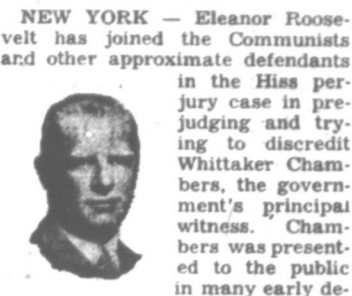 NEW YORK — Eleanor Roose-
velt has joined the Communists
and other approximate defendants
in the Hiss per-
jury case in pre-
judging and try-
ing to discredit
Whittaker Cham-
bers, the govern-
ment's principal
witness. Cham-
bers was present-
ed to the public
in many early de-